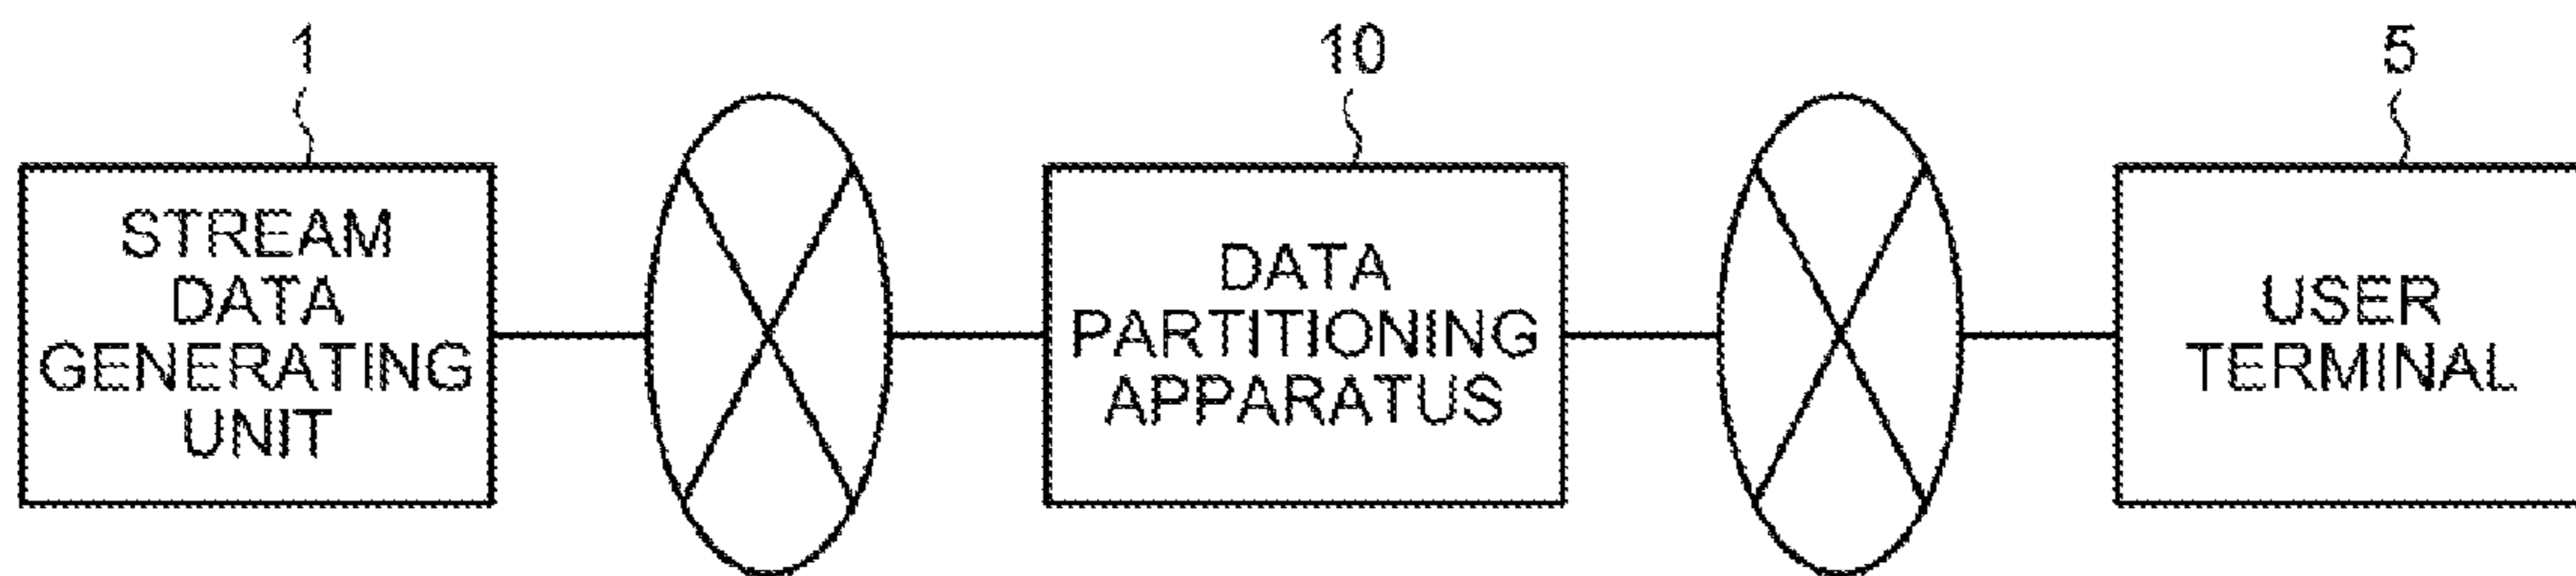 1
10
5
STREAM
DATA
GENERATING
UNIT
DATA
PARTITIONING
APPARATUS
USER
TERMINAL